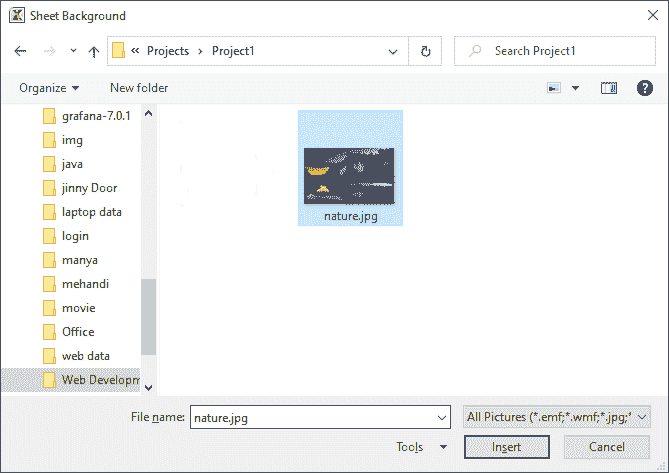 Sheet Background
« Projects > Project1
Search Project1
Organize
New folder
grafana-7.0.1
img
java
jinny Door
laptop data
login
manya
mehandi
movie
Office
web data
Web Developm
nature.jpg
File name: nature.jpg
All Pictures (*.emf;*.wmf;*.jpg;*
Tools
Insert
Cancel